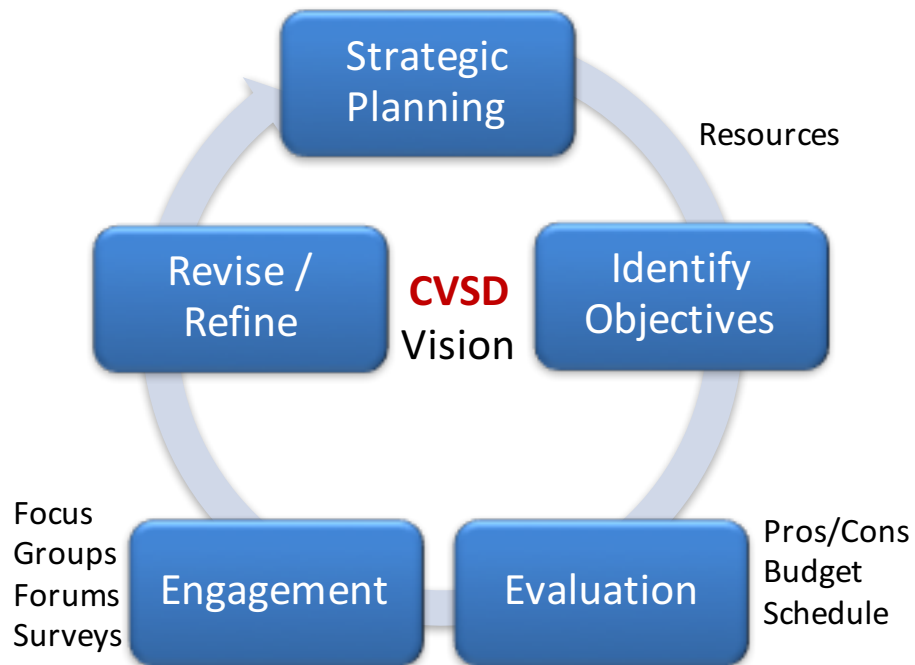 Strategic
Planning
Resources
Identify
Objectives
CVSD
Vision
Revise /
Refine
Pros/Cons
Budget
Schedule
Evaluation
Engagement
Focus
Groups
Forums
Surveys